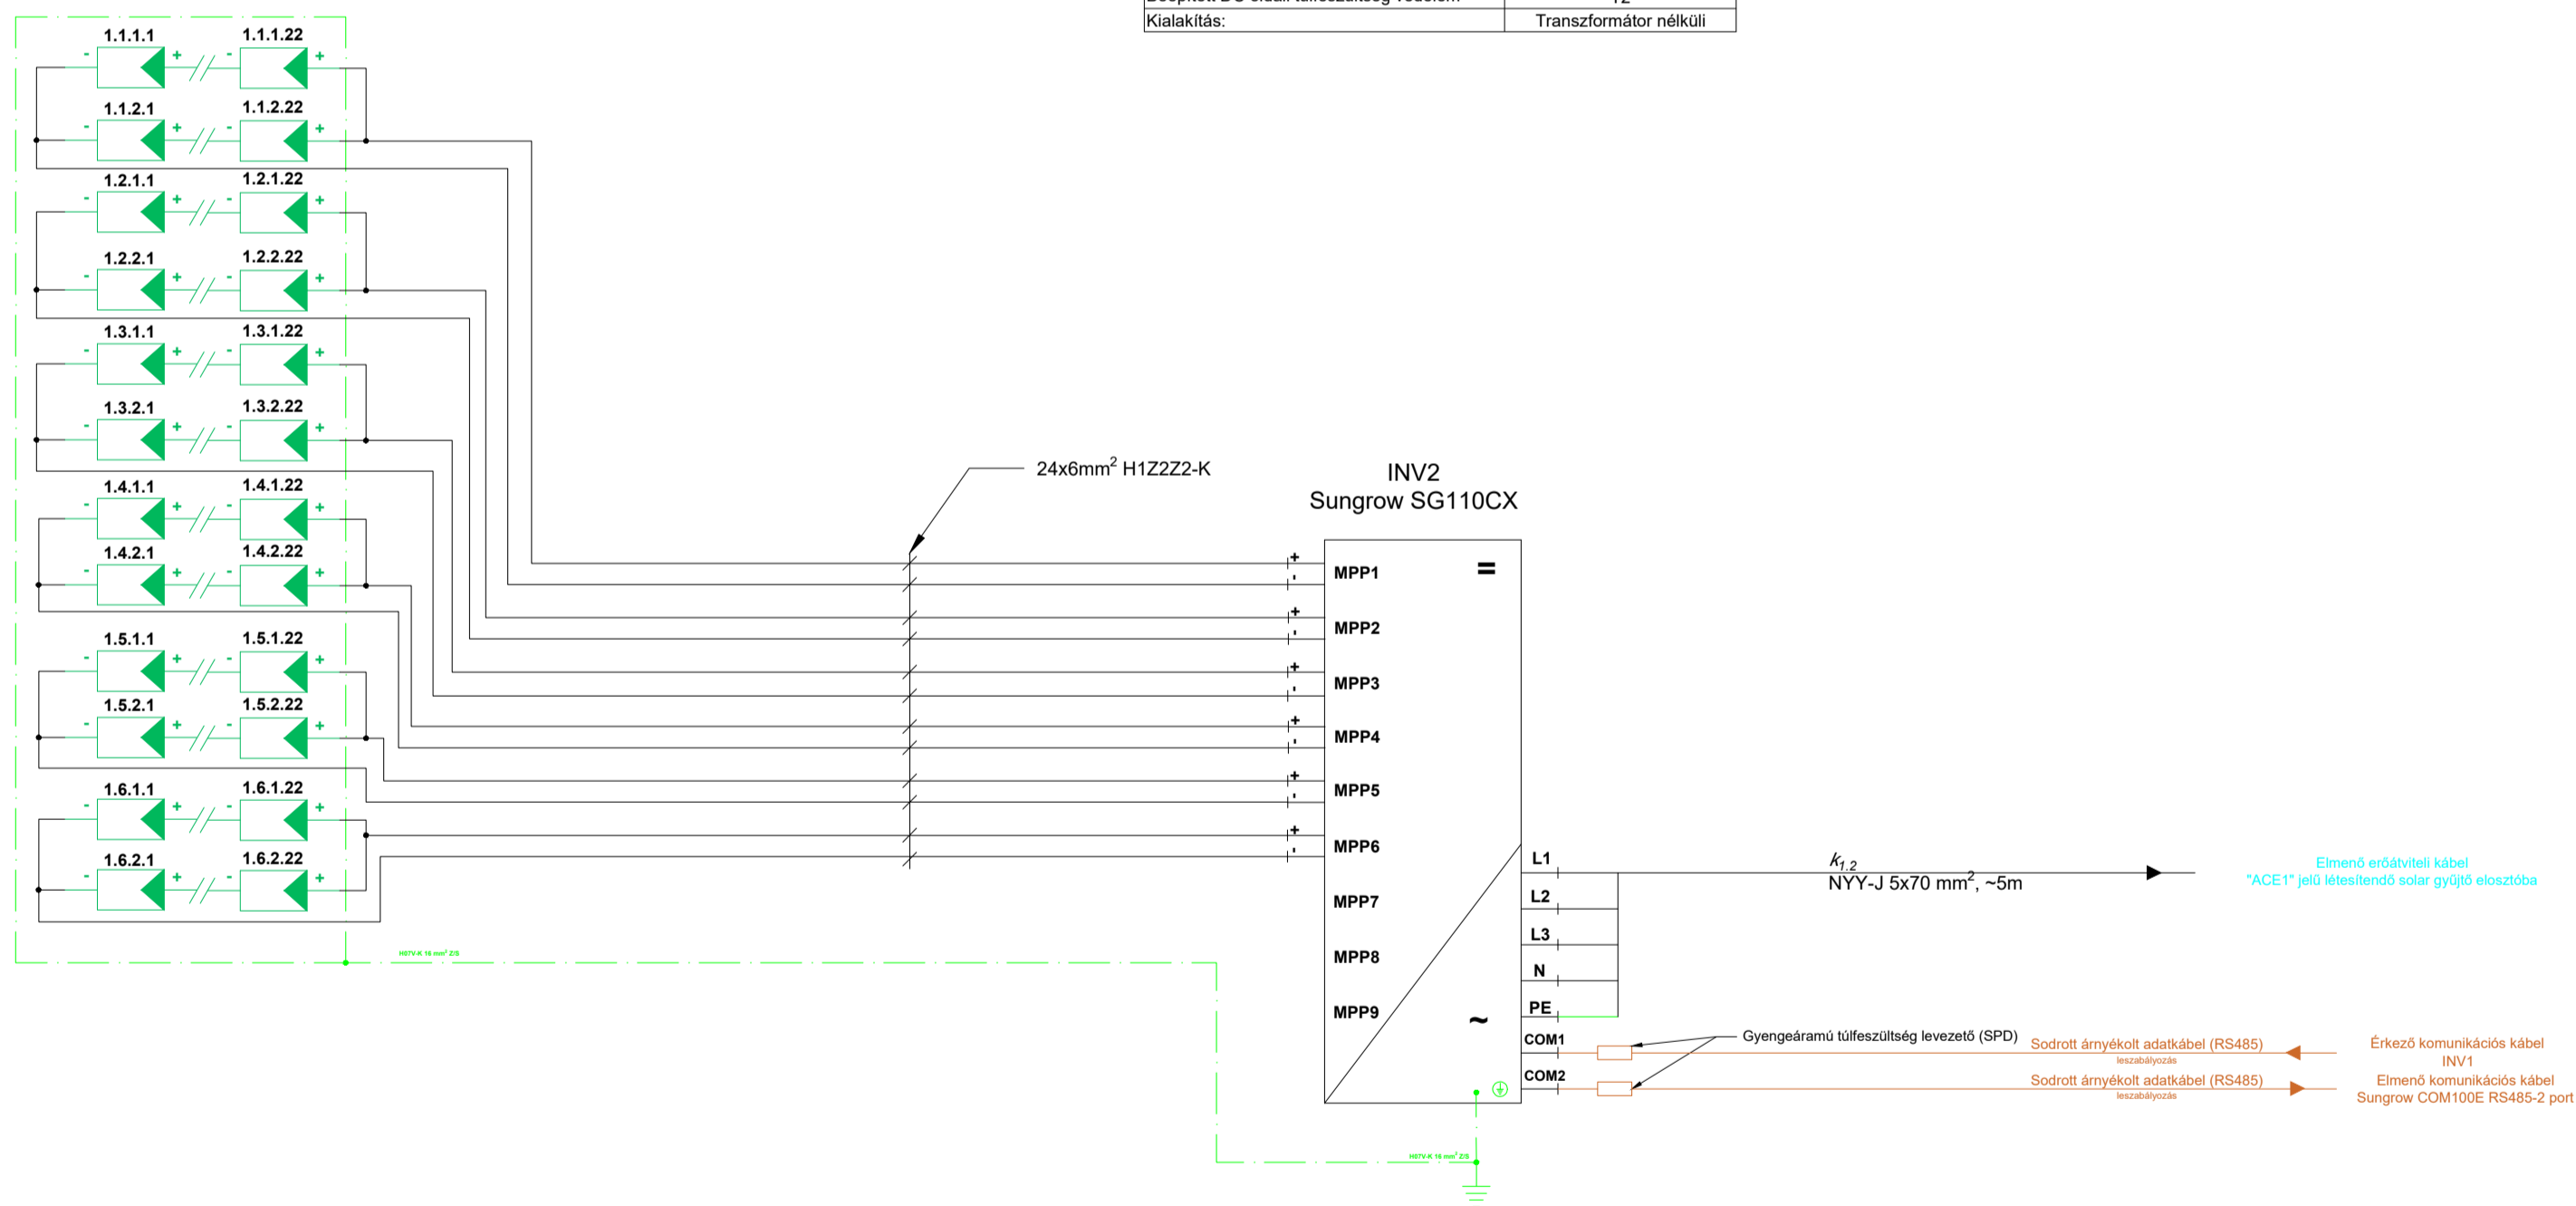 Kialakítás: Transzformátor nélküli
1.1.1.1 1.1.1.22
- + - +
1.1.2.1 1.1.2.22
- + - +
1.2.1.1 1.2.1.22
- + - +
1.2.2.1 1.2.2.22
- + - +
1.3.1.1 1.3.1.22
- + - +
1.3.2.1 1.3.2.22
- + - +
1.4.1.1 1.4.1.22
- + - +
1.4.2.1 1.4.2.22
- + - +
1.5.1.1 1.5.1.22
- + - +
1.5.2.1 1.5.2.22
- + - +
1.6.1.1 1.6.1.22
- + - +
1.6.2.1 1.6.2.22
- + - +
H07V-K 16 mm² Z/S
24x6mm² H1Z2Z2-K
INV2
Sungrow SG110CX
=
+
MPP1
-
+
MPP2
-
+
MPP3
-
+
MPP4
-
+
MPP5
-
+
MPP6
-
MPP7
MPP8
MPP9
~
L1
L2
L3
N
PE
COM1
COM2
k1.2
NYY-J 5x70 mm², ~5m
Elmenő erőátviteli kábel
"ACE1" jelű létesítendő solar gyűjtő elosztóba
Gyengeáramú túlfeszültség levezető (SPD)
Sodrott árnyékolt adatkábel (RS485)
leszabályozás
Érkező komunikációs kábel
INV1
Sodrott árnyékolt adatkábel (RS485)
leszabályozás
Elmenő komunikációs kábel
Sungrow COM100E RS485-2 port
H07V-K 16 mm² Z/S